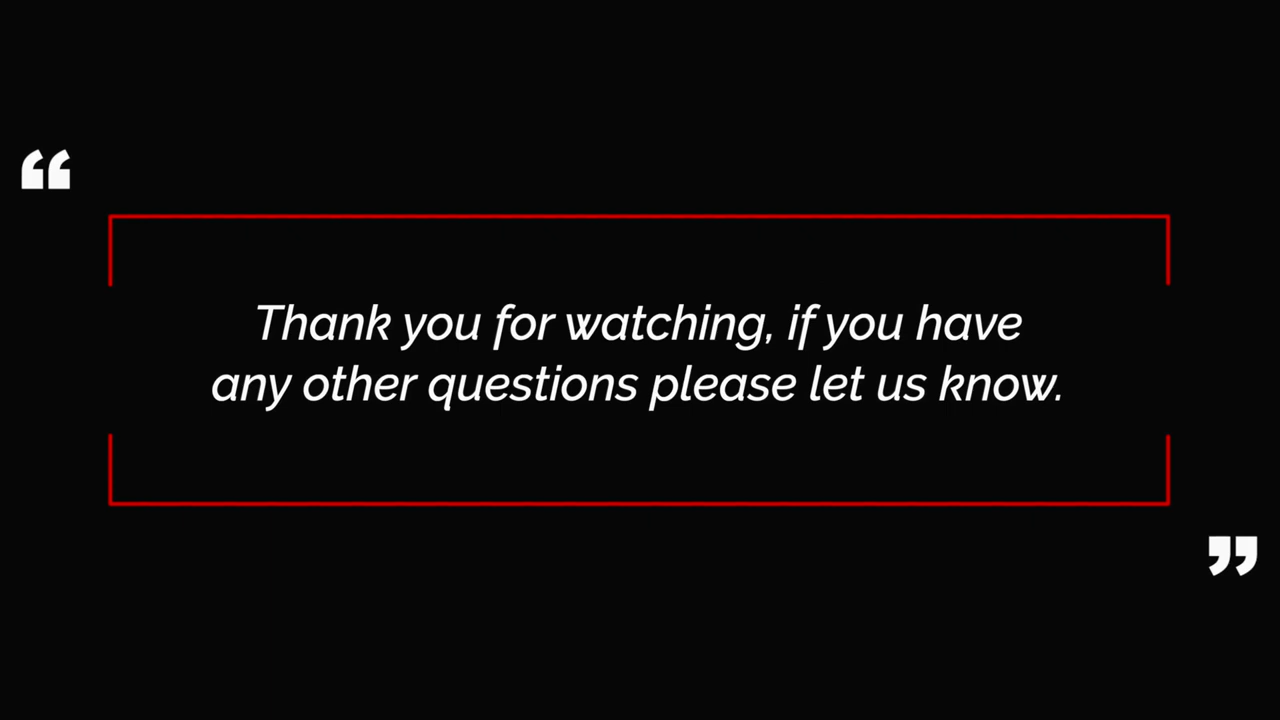 “
Thank you for watching, if you have
any other questions please let us know.
”